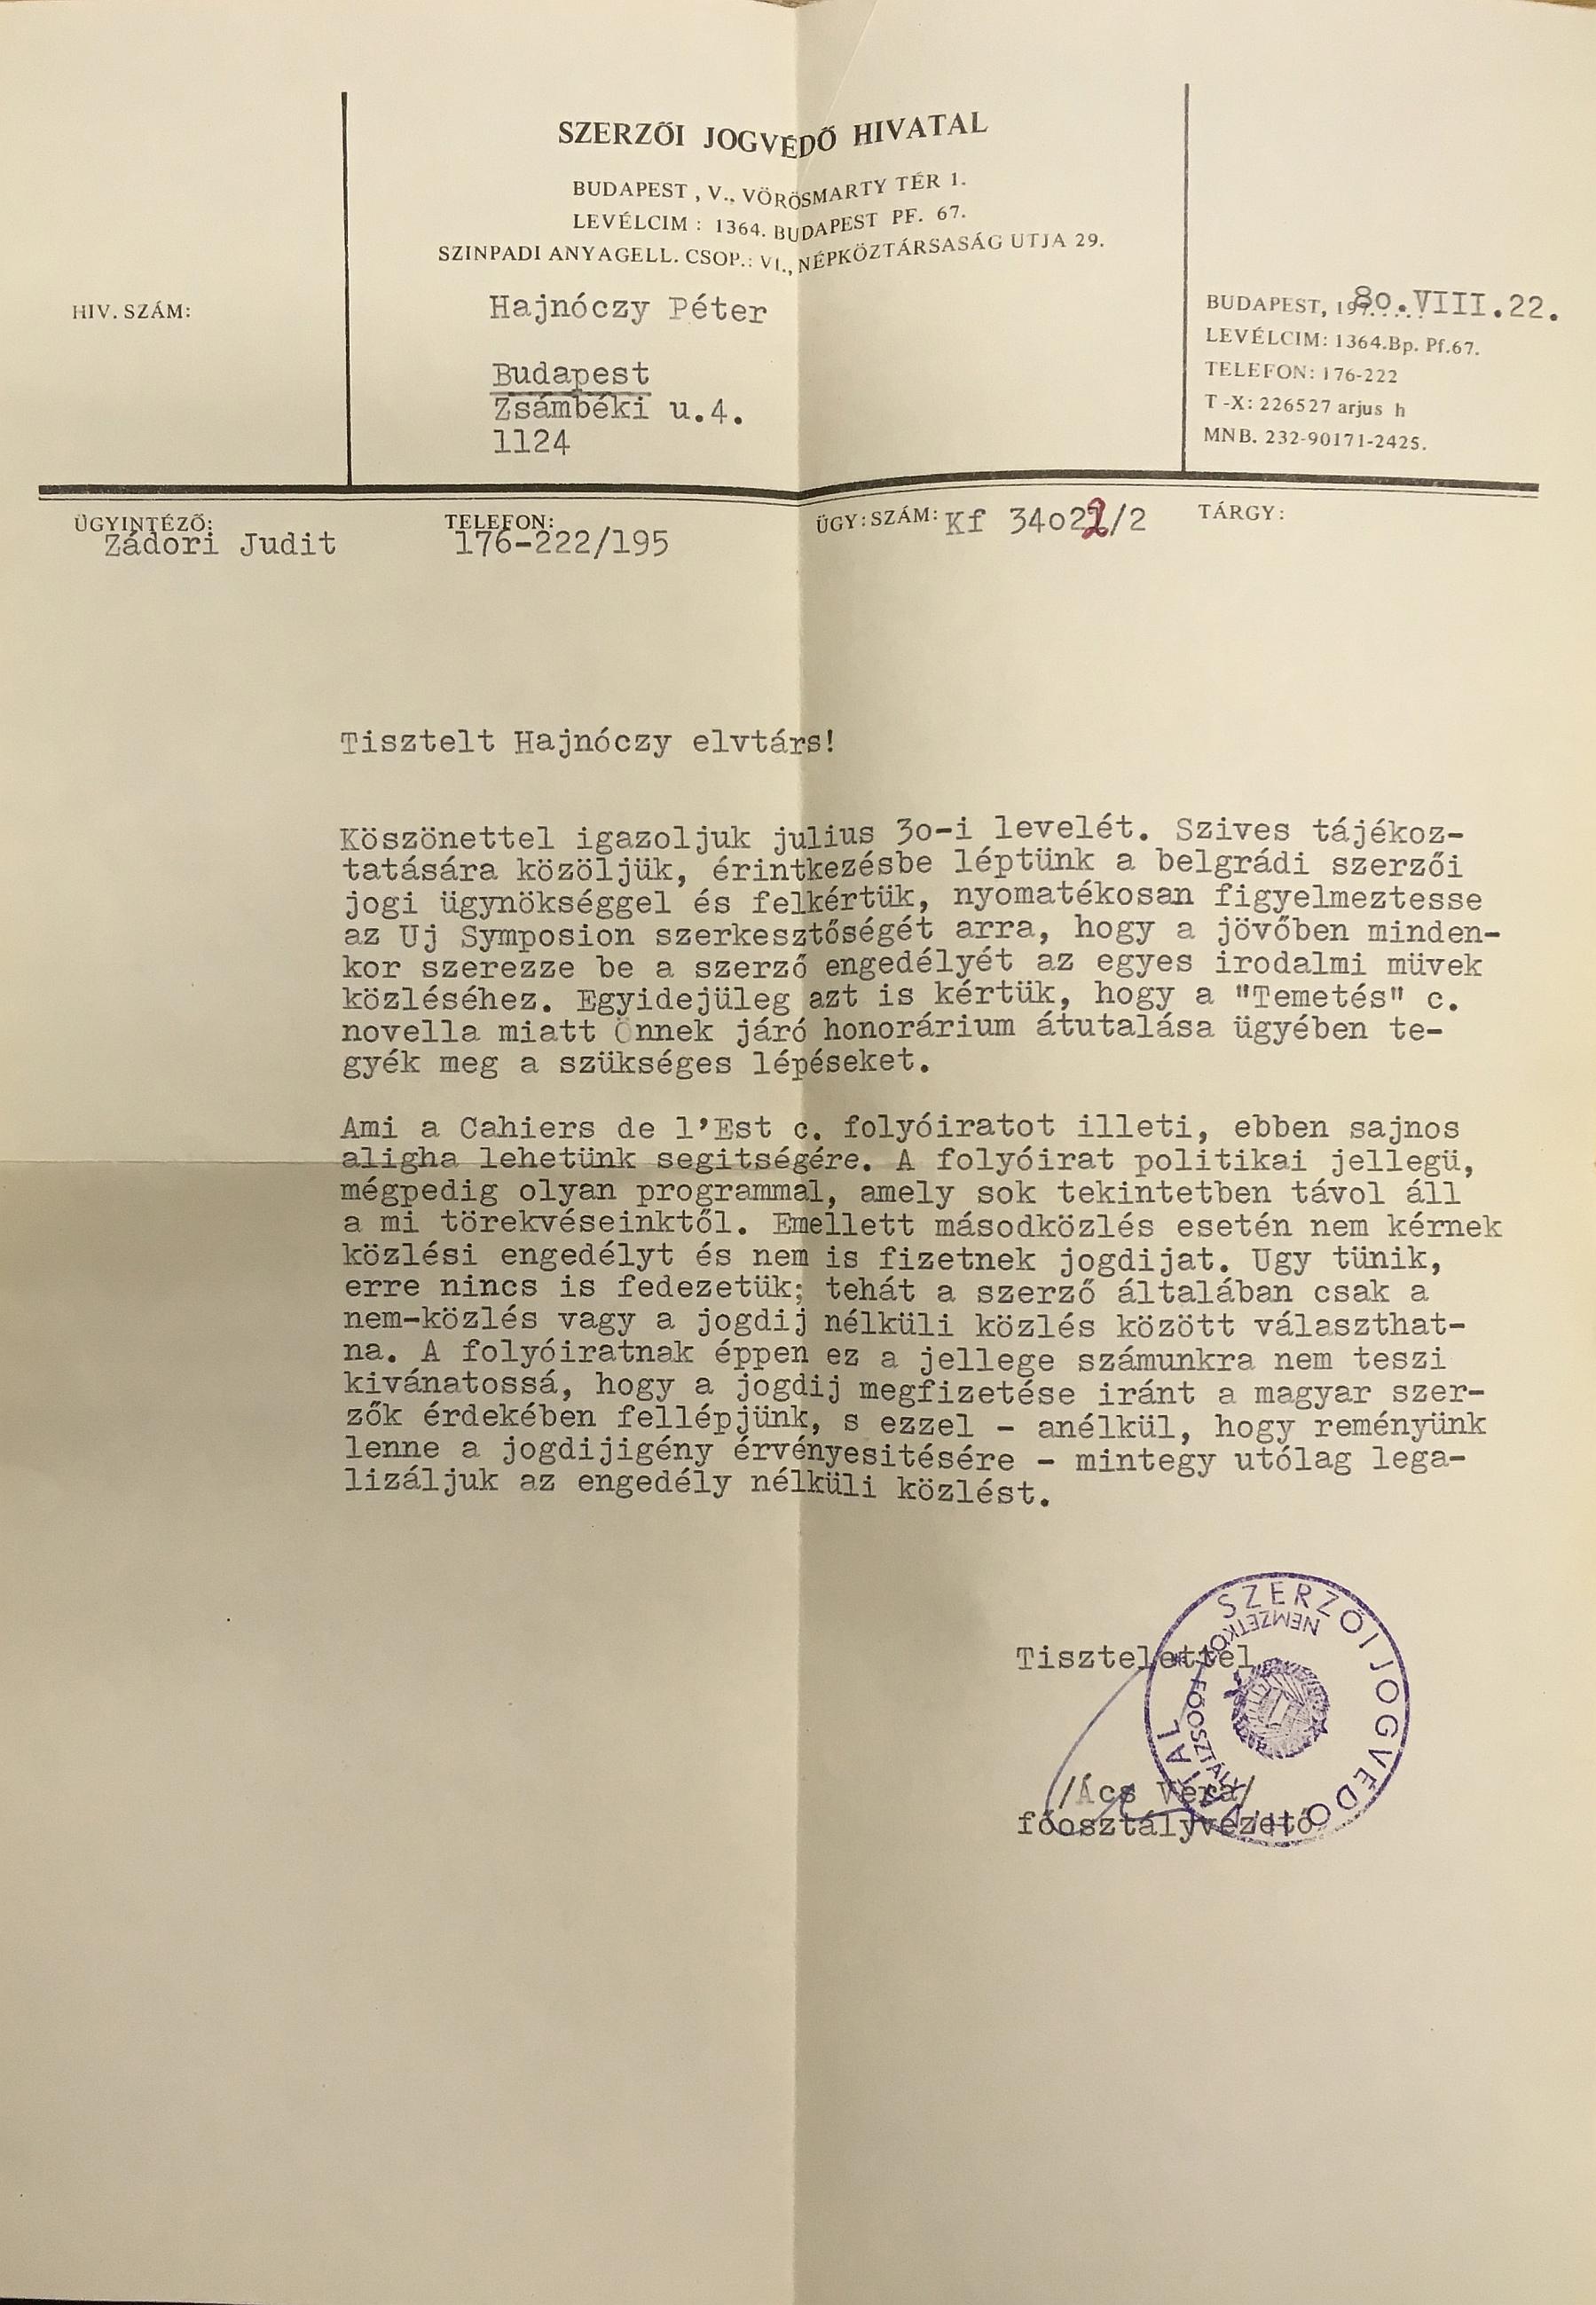 SZERZŐI JOGVÉDŐ HIVATAL
BUDAPEST, V., VÖRÖSMARTY TÉR 1.
LEVÉLCIM: 1364. BUDAPEST PF. 67.
SZINPADI ANYAGELL. CSOP.: VI., NÉPKÖZTÁRSASÁG UTJA 29.
HIV. SZÁM:
Hajnóczy Péter
Budapest
Zsámbéki u.4.
1124
BUDAPEST, 1980.VIII.22.
LEVÉLCIM: 1364.Bp. Pf.67.
TELEFON: 176-222
T-X: 226527 arjus h
MNB. 232-90171-2425.
ÜGYINTÉZŐ: TELEFON: ÜGY:SZÁM: Kf 34022/2 TÁRGY:
Zádori Judit 176-222/195
Tisztelt Hajnóczy elvtárs!
Köszönettel igazoljuk julius 3o-i levelét. Szives tájékoz-
tatására közöljük, érintkezésbe léptünk a belgrádi szerzői
jogi ügynökséggel és felkértük, nyomatékosan figyelmeztesse
az Uj Symposion szerkesztőségét arra, hogy a jövőben minden-
kor szerezze be a szerző engedélyét az egyes irodalmi müvek
közléséhez. Egyidejüleg azt is kértük, hogy a "Temetés" c.
novella miatt Önnek járó honorárium átutalása ügyében te-
gyék meg a szükséges lépéseket.
Ami a Cahiers de l'Est c. folyóiratot illeti, ebben sajnos
aligha lehetünk segitségére. A folyóirat politikai jellegü,
mégpedig olyan programmal, amely sok tekintetben távol áll
a mi törekvéseinktől. Emellett másodközlés esetén nem kérnek
közlési engedélyt és nem is fizetnek jogdijat. Ugy tünik,
erre nincs is fedezetük; tehát a szerző általában csak a
nem-közlés vagy a jogdij nélküli közlés között választhat-
na. A folyóiratnak éppen ez a jellege számunkra nem teszi
kivánatossá, hogy a jogdij megfizetése iránt a magyar szer-
zők érdekében fellépjünk, s ezzel - anélkül, hogy reményünk
lenne a jogdijigény érvényesitésére - mintegy utólag lega-
lizáljuk az engedély nélküli közlést.
Tisztelettel
/Ács Vera/
főosztályvezető
SZERZŐI JOGVÉDŐ HIVATAL
NEMZETKÖZI FŐOSZTÁLY